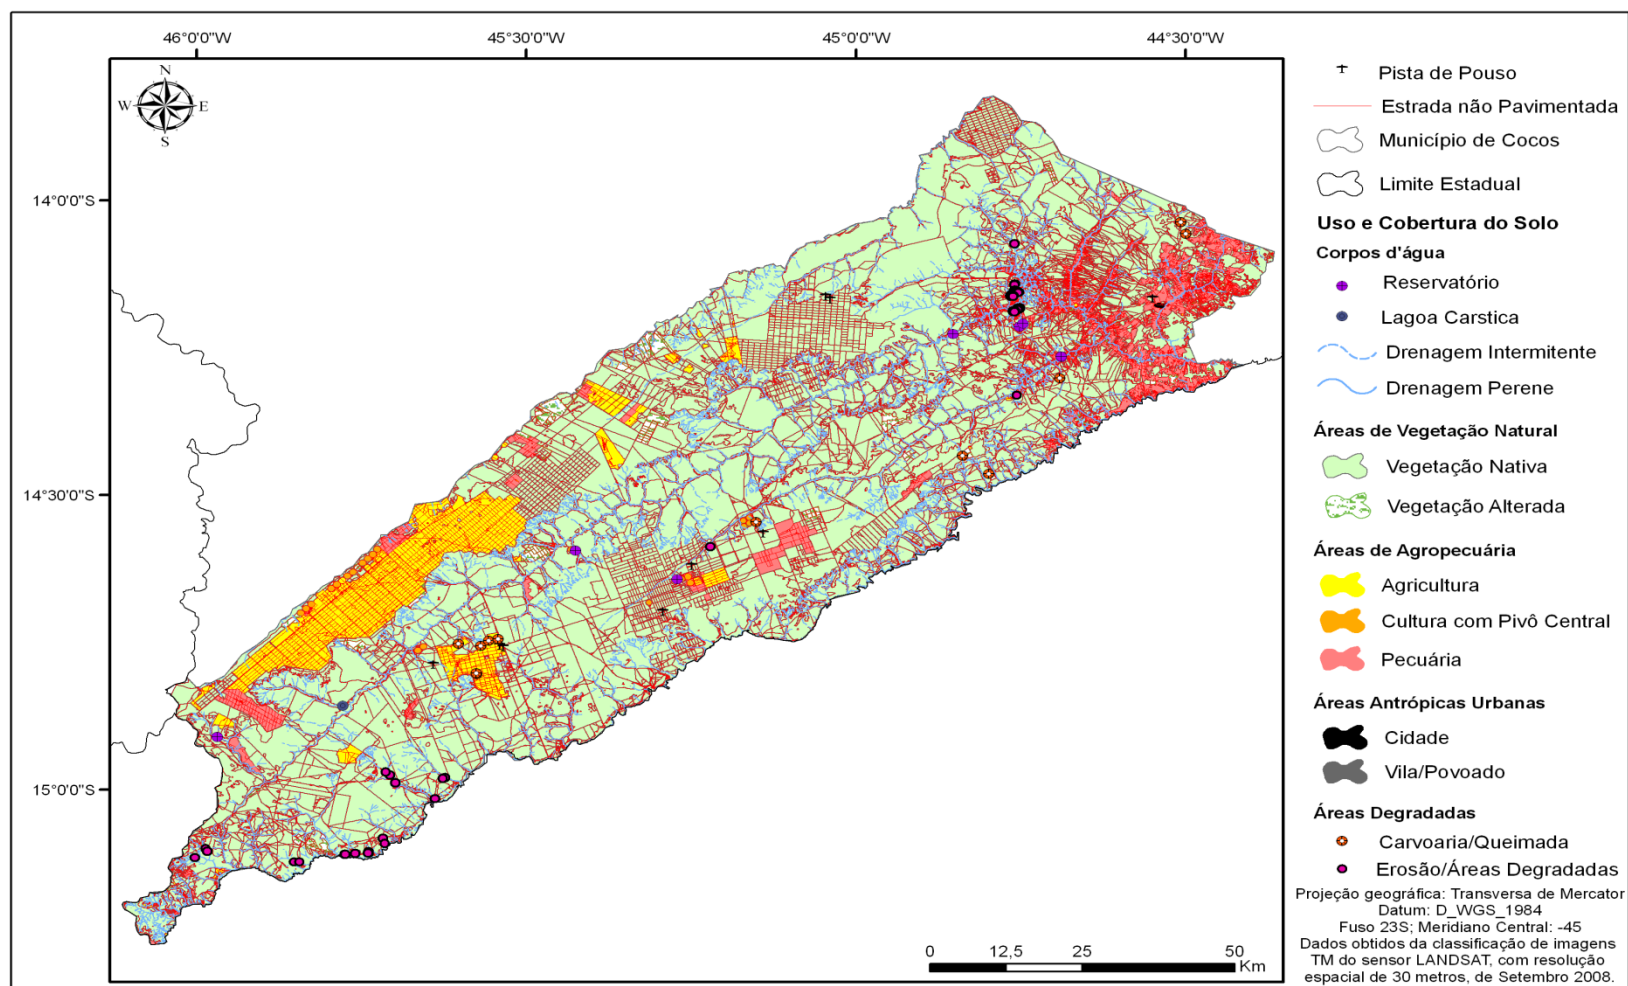 46°0'0"W
45°30'0"W
45°0'0"W
44°30'0"W
14°0'0"S
14°30'0"S
15°0'0"S
N
W
E
S
0
12,5
25
50
Km
Pista de Pouso
Estrada não Pavimentada
Município de Cocos
Limite Estadual
Uso e Cobertura do Solo
Corpos d'água
Reservatório
Lagoa Carstica
Drenagem Intermitente
Drenagem Perene
Áreas de Vegetação Natural
Vegetação Nativa
Vegetação Alterada
Áreas de Agropecuária
Agricultura
Cultura com Pivô Central
Pecuária
Áreas Antrópicas Urbanas
Cidade
Vila/Povoado
Áreas Degradadas
Carvoaria/Queimada
Erosão/Áreas Degradadas
Projeção geográfica: Transversa de Mercator
Datum: D_WGS_1984
Fuso 23S; Meridiano Central: -45
Dados obtidos da classificação de imagens
TM do sensor LANDSAT, com resolução
espacial de 30 metros, de Setembro 2008.